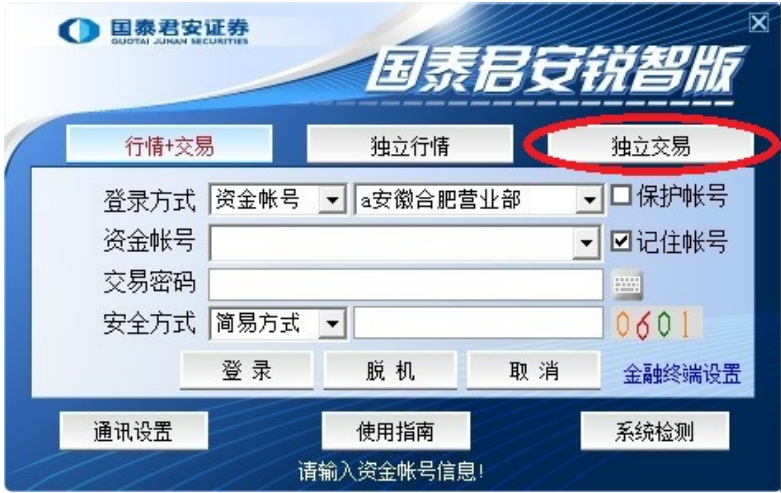 国泰君安证券
GUOTAI JUNAN SECURITIES
国泰君安锐智版
行情+交易 独立行情 独立交易
登录方式 资金帐号 a安徽合肥营业部 保护帐号
资金帐号 记住帐号
交易密码
安全方式 简易方式 0601
登 录 脱 机 取 消 金融终端设置
通讯设置 使用指南 系统检测
请输入资金帐号信息!